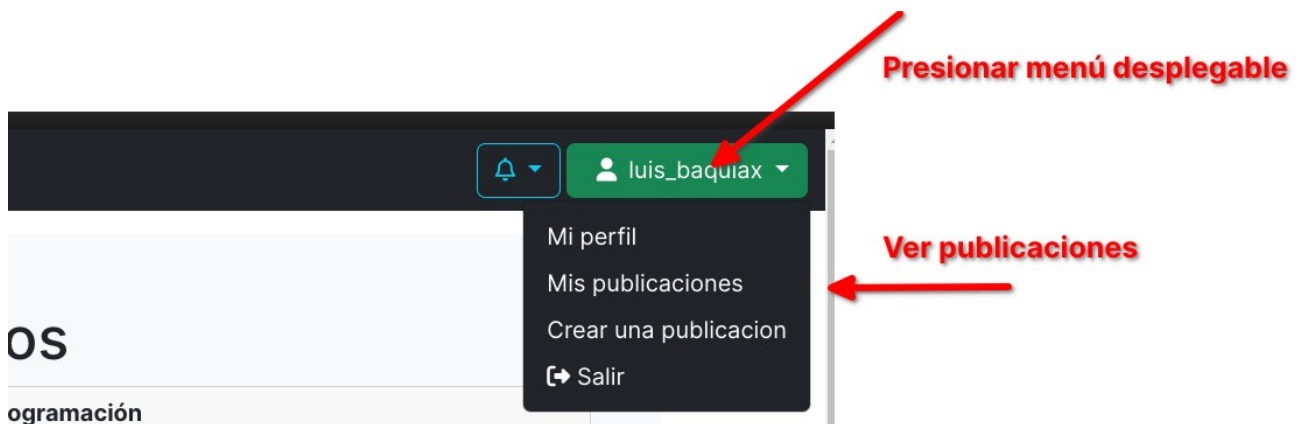 Presionar menú desplegable
luis_baquiax
Mi perfil
Ver publicaciones
Mis publicaciones
Crear una publicacion
os
Salir
ogramación